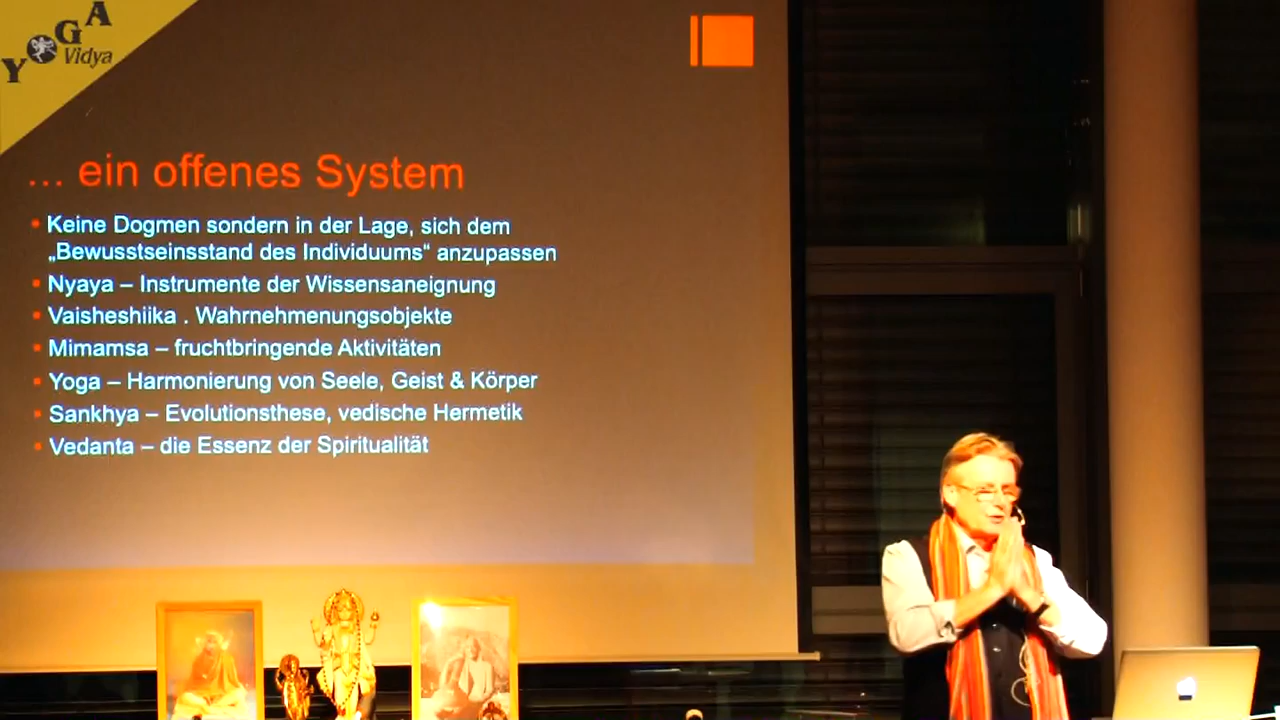 YOGA
Vidya
... ein offenes System
Keine Dogmen sondern in der Lage, sich dem
„Bewusstseinsstand des Individuums“ anzupassen
Nyaya – Instrumente der Wissensaneignung
Vaisheshiika . Wahrnehmenungsobjekte
Mimamsa – fruchtbringende Aktivitäten
Yoga – Harmonierung von Seele, Geist & Körper
Sankhya – Evolutionsthese, vedische Hermetik
Vedanta – die Essenz der Spiritualität